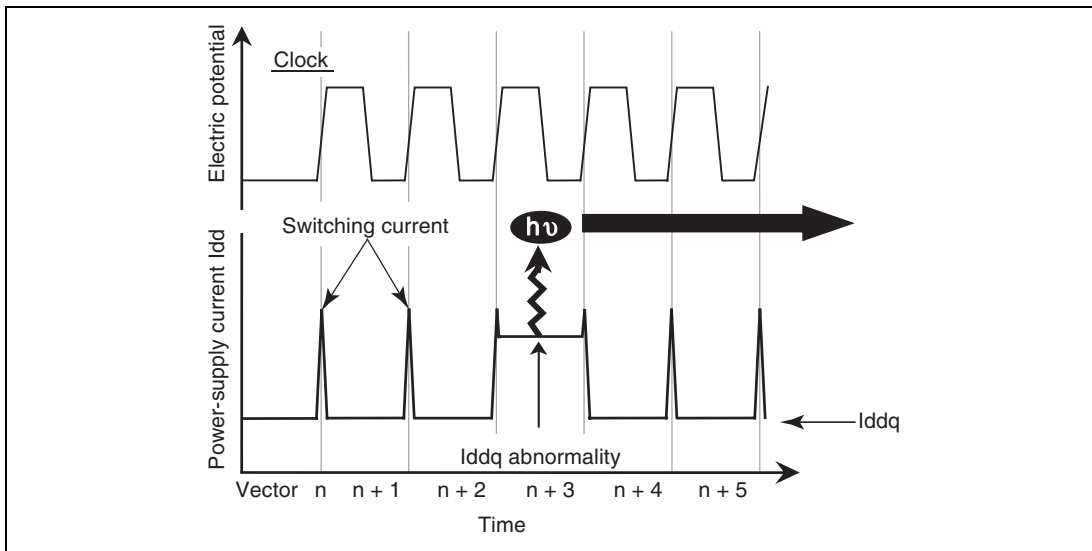 Electric potential
Clock
Switching current
hυ
Power-supply current Idd
Iddq
Iddq abnormality
Vector n n + 1 n + 2 n + 3 n + 4 n + 5
Time